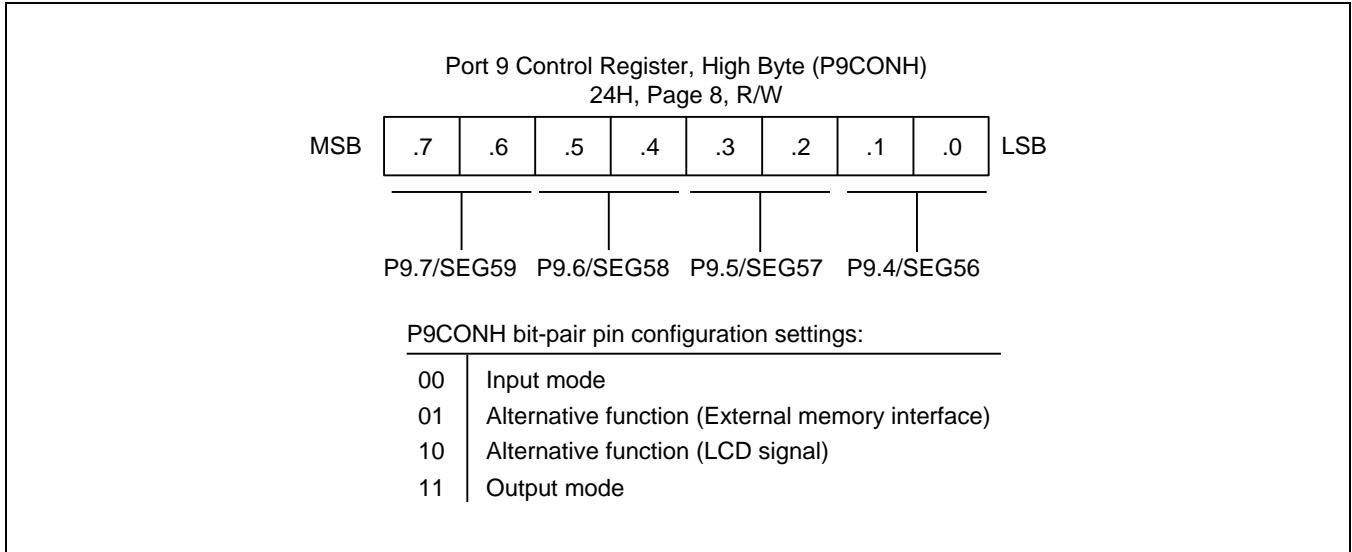 Port 9 Control Register, High Byte (P9CONH)
24H, Page 8, R/W
MSB .7 .6 .5 .4 .3 .2 .1 .0 LSB
P9.7/SEG59 P9.6/SEG58 P9.5/SEG57 P9.4/SEG56
P9CONH bit-pair pin configuration settings:
00 Input mode
01 Alternative function (External memory interface)
10 Alternative function (LCD signal)
11 Output mode